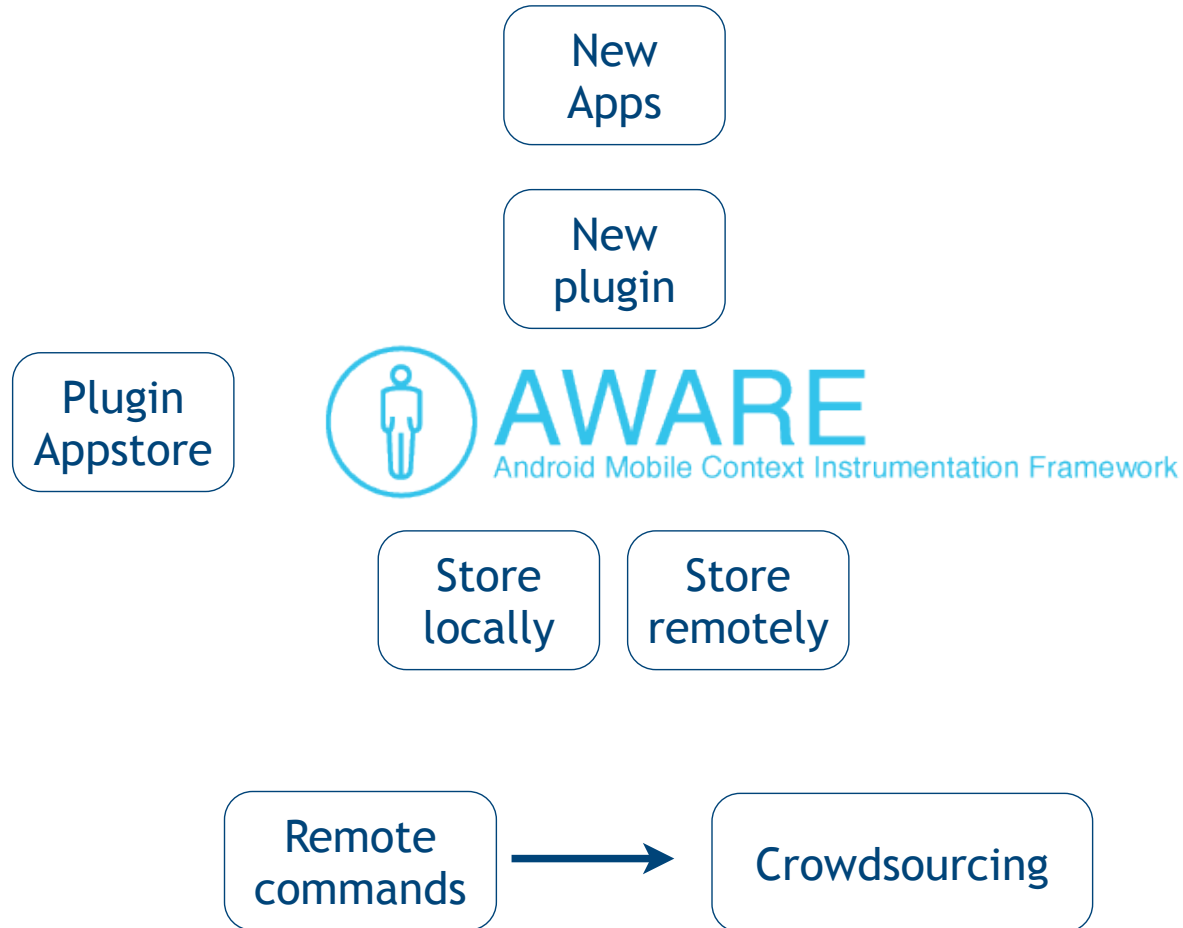 New
Apps
New
plugin
Plugin
Appstore
AWARE
Android Mobile Context Instrumentation Framework
Store
locally
Store
remotely
Remote
commands
Crowdsourcing